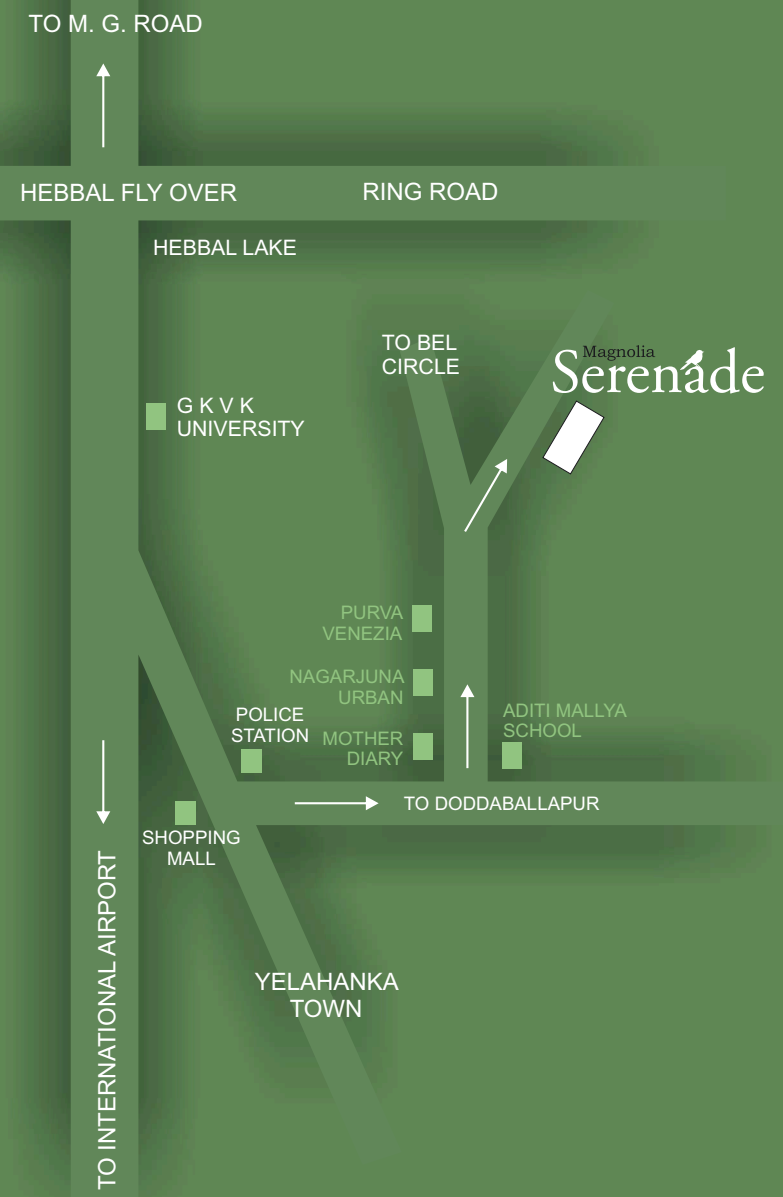 TO M. G. ROAD
HEBBAL FLY OVER
RING ROAD
HEBBAL LAKE
TO BEL
CIRCLE
Magnolia
Serenade
G K V K
UNIVERSITY
PURVA
VENEZIA
NAGARJUNA
URBAN
POLICE
STATION
MOTHER
DIARY
ADITI MALLYA
SCHOOL
TO DODDABALLAPUR
SHOPPING
MALL
TO INTERNATIONAL AIRPORT
YELAHANKA
TOWN